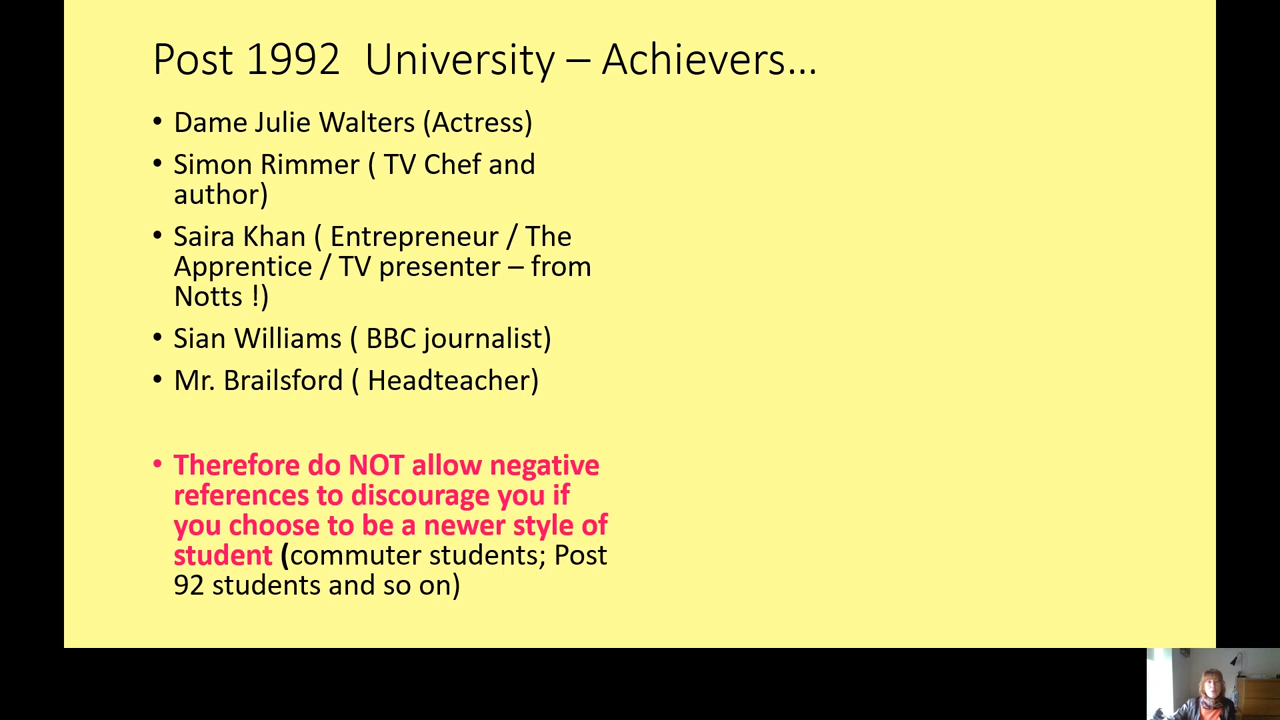 Post 1992  University – Achievers...
• Dame Julie Walters (Actress)
• Simon Rimmer ( TV Chef and
author)
• Saira Khan ( Entrepreneur / The
Apprentice / TV presenter – from
Notts !)
• Sian Williams ( BBC journalist)
• Mr. Brailsford ( Headteacher)
• Therefore do NOT allow negative
references to discourage you if
you choose to be a newer style of
student (commuter students; Post
92 students and so on)